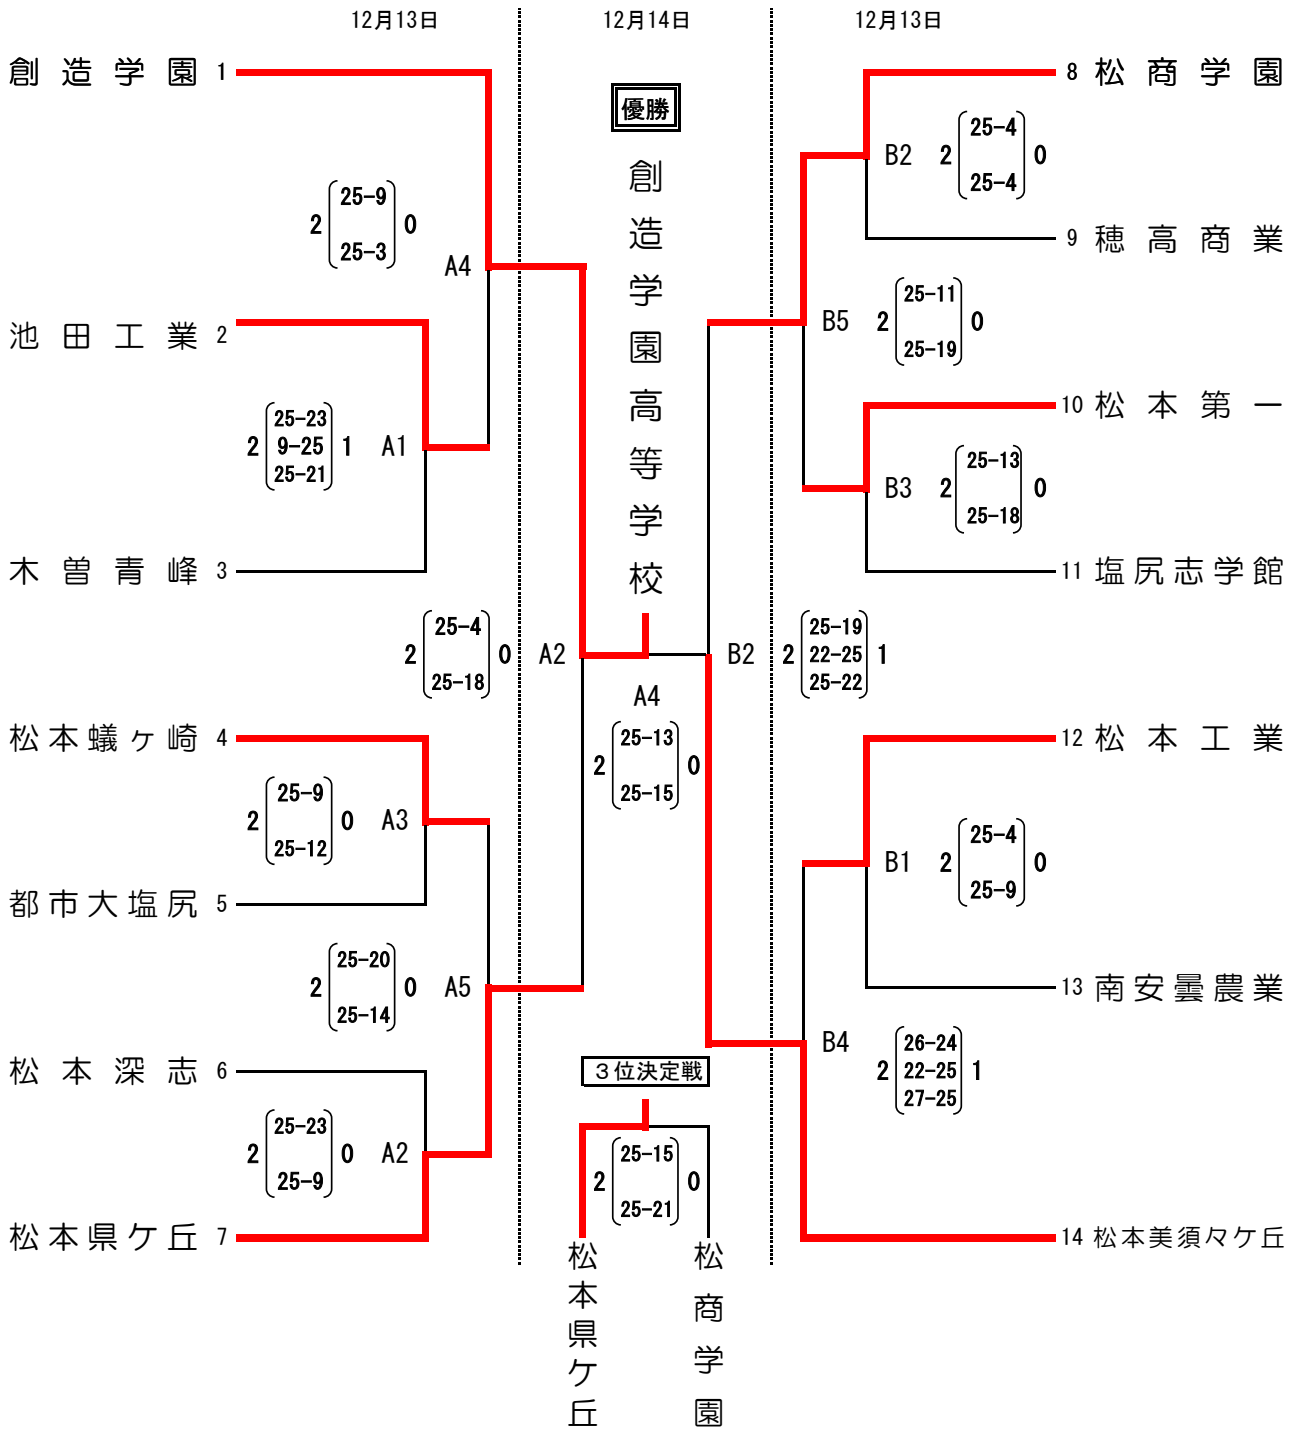 12月13日
12月14日
12月13日
創造学園 1
池田工業 2
木曽青峰 3
松本蟻ヶ崎 4
都市大塩尻 5
松本深志 6
松本県ケ丘 7
A4
2 0
25-9
25-3
A1
2 1
25-23
9-25
25-21
A2
2 0
25-4
25-18
A3
2 0
25-9
25-12
A5
2 0
25-20
25-14
A2
2 0
25-23
25-9
優勝
創造学園高等学校
A4
2 0
25-13
25-15
3位決定戦
2 0
25-15
25-21
松本県ケ丘
松商学園
8 松商学園
9 穂高商業
10 松本第一
11 塩尻志学館
12 松本工業
13 南安曇農業
14 松本美須々ケ丘
B2
2 0
25-4
25-4
B5
2 0
25-11
25-19
B3
2 0
25-13
25-18
B2
2 1
25-19
22-25
25-22
B1
2 0
25-4
25-9
B4
2 1
26-24
22-25
27-25